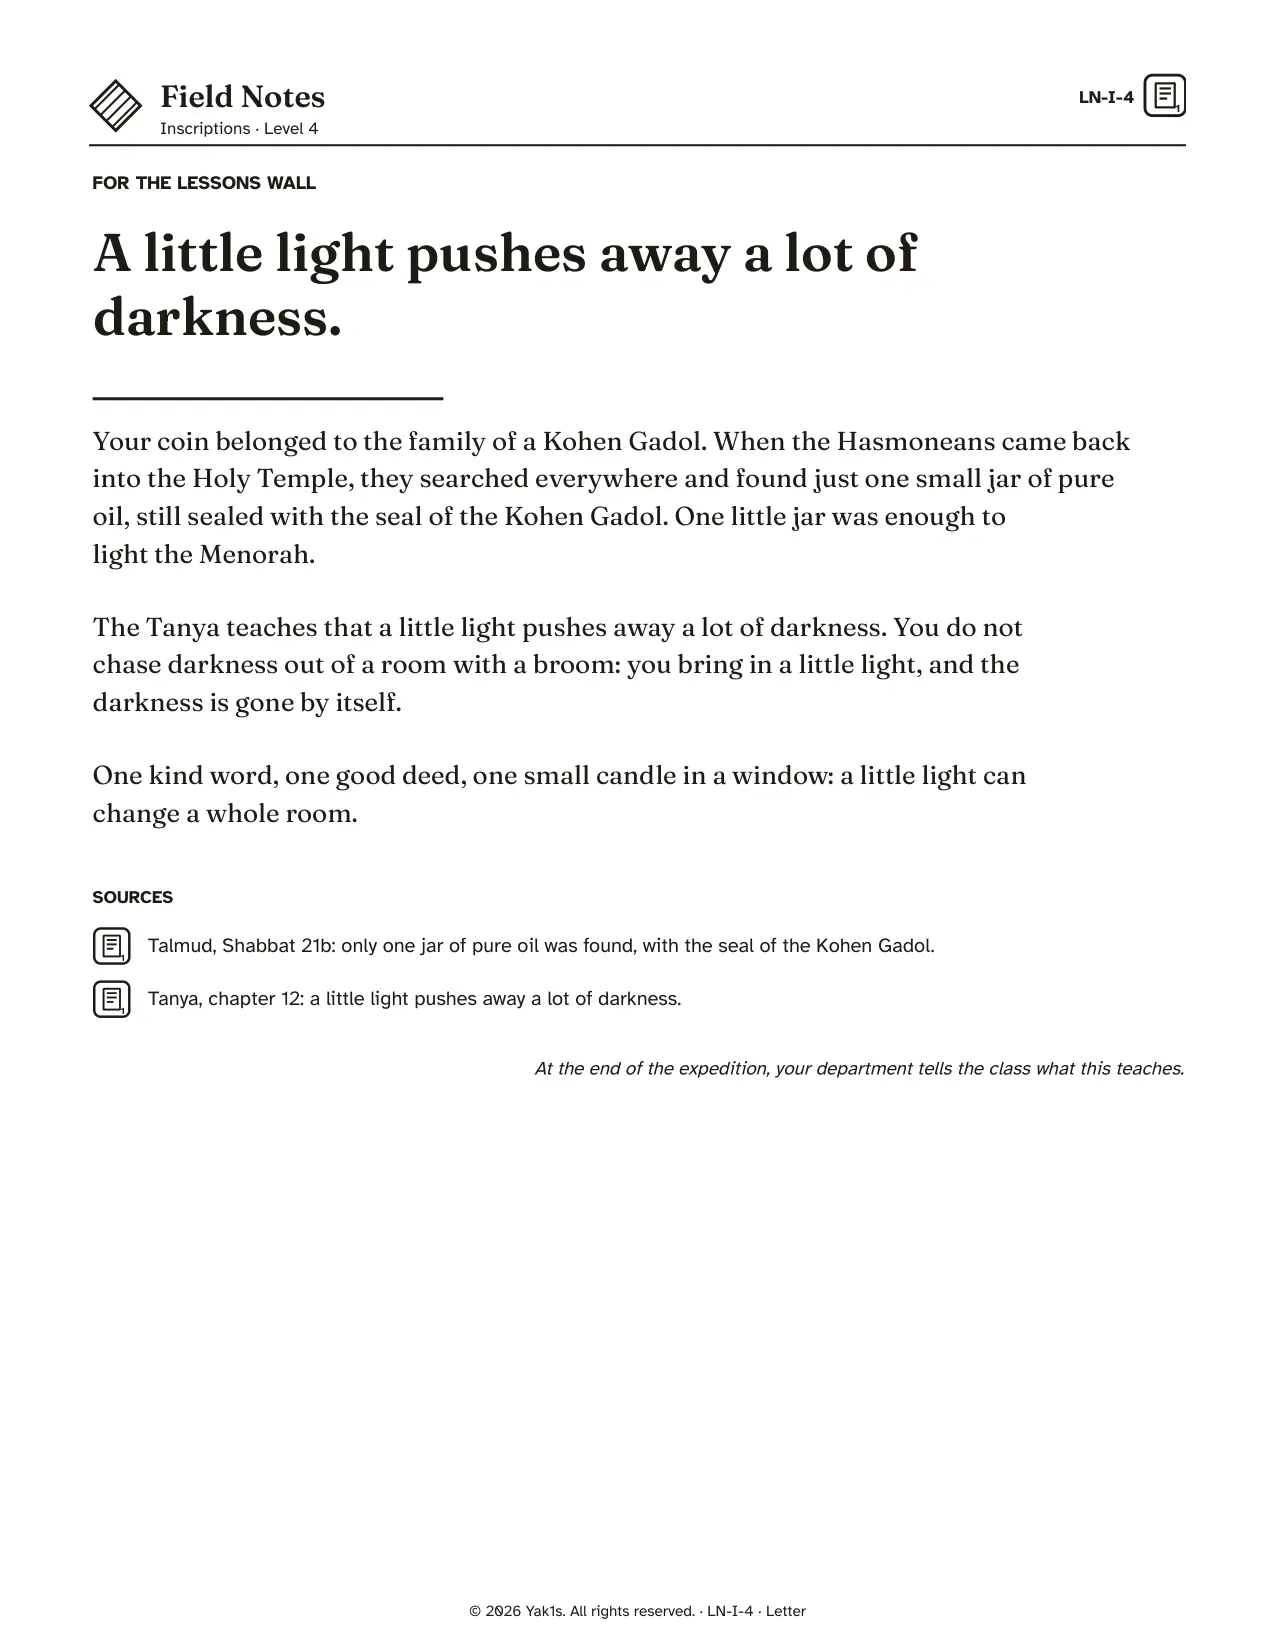 Field Notes
Inscriptions · Level 4
LN-I-4
1
FOR THE LESSONS WALL
A little light pushes away a lot of
darkness.
Your coin belonged to the family of a Kohen Gadol. When the Hasmoneans came back
into the Holy Temple, they searched everywhere and found just one small jar of pure
oil, still sealed with the seal of the Kohen Gadol. One little jar was enough to
light the Menorah.
The Tanya teaches that a little light pushes away a lot of darkness. You do not
chase darkness out of a room with a broom: you bring in a little light, and the
darkness is gone by itself.
One kind word, one good deed, one small candle in a window: a little light can
change a whole room.
SOURCES
1
Talmud, Shabbat 21b: only one jar of pure oil was found, with the seal of the Kohen Gadol.
1
Tanya, chapter 12: a little light pushes away a lot of darkness.
At the end of the expedition, your department tells the class what this teaches.
© 2026 Yak1s. All rights reserved. · LN-I-4 · Letter